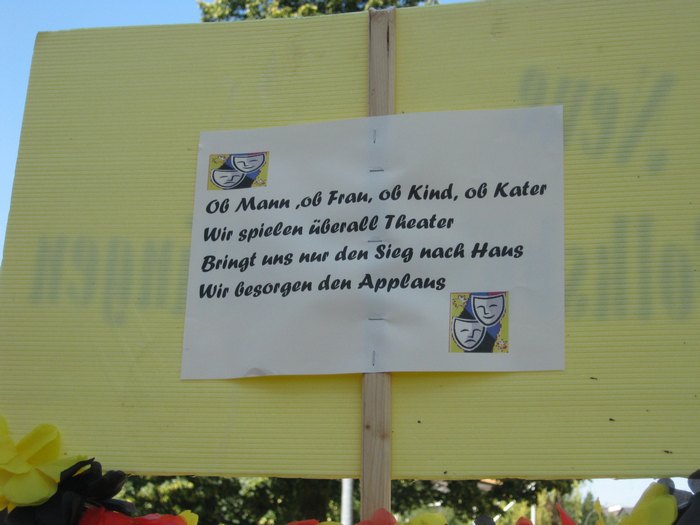 Ob Mann ,ob Frau, ob Kind, ob Kater
Wir spielen überall Theater
Bringt uns nur den Sieg nach Haus
Wir besorgen den Applaus